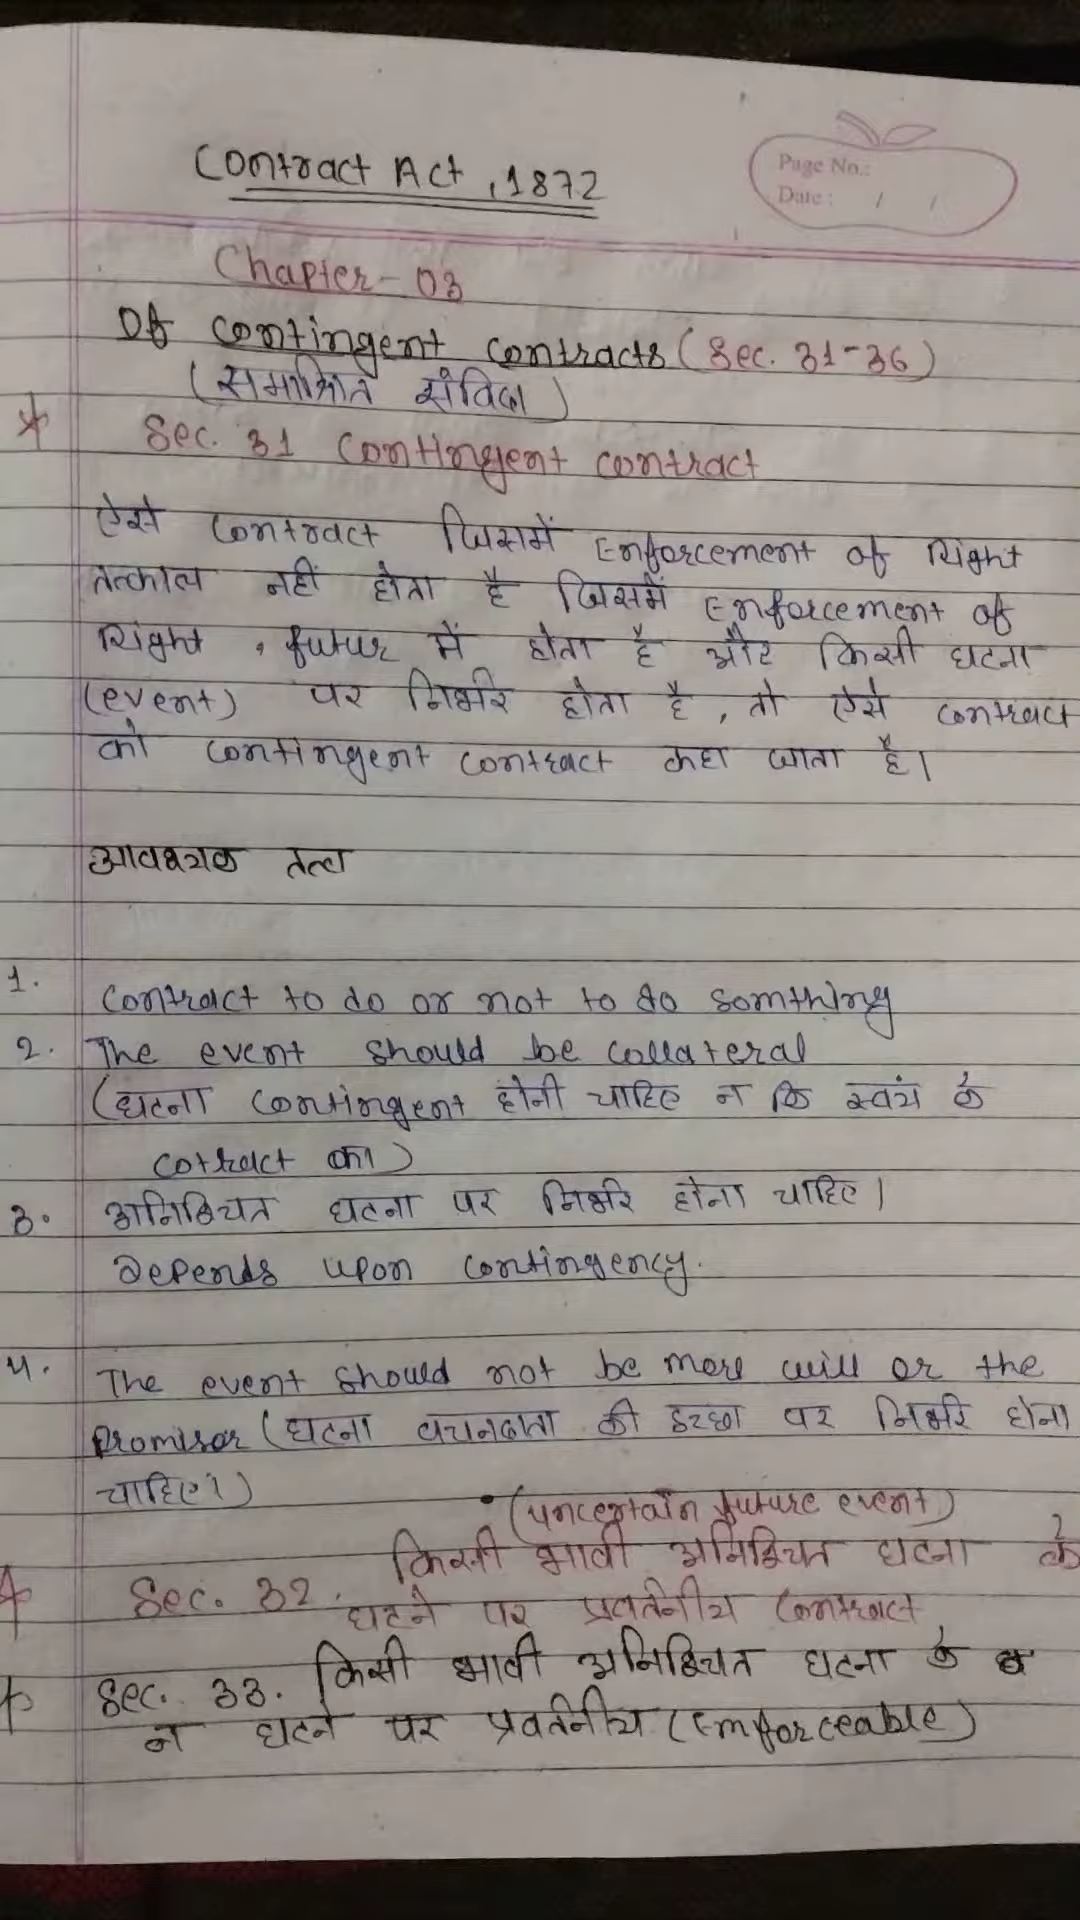 Contract Act, 1872
Page No.:
Date: / /
Chapter-03
Of contingent contracts (Sec. 31-36)
(समाश्रित संविदा)
Sec. 31 Contingent contract
ऐसे contract जिसमें Enforcement of Right
तत्काल नहीं होता है जिसमें Enforcement of
Right, futur में होता है और किसी घटना
(event) पर निर्भर होता है, तो ऐसे contract
को contingent contract कहा जाता है।
आवश्यक तत्व
1. Contract to do or not to do somthing
2. The event should be collateral
(घटना contingent होनी चाहिए न कि स्वयं के
cotract का)
3. अनिश्चित घटना पर निर्भर होना चाहिए।
Depends upon contingency.
4. The event should not be mere will or the
Promisor (घटना वचनदाता की इच्छा पर निर्भर होना
चाहिए।)
(uncertain future event)
किसी भावी अनिश्चित घटना के
Sec. 32. घटने पर प्रवर्तनीय contract
Sec. 33. किसी भावी अनिश्चित घटना के
न घटने पर प्रवर्तनीय (Emforceable)